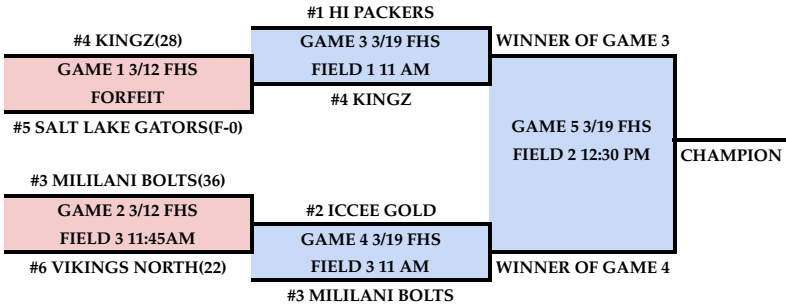 #1 HI PACKERS
#4 KINGZ(28)
GAME 3 3/19 FHS
WINNER OF GAME 3
GAME 1 3/12 FHS
FIELD 1 11 AM
FORFEIT
#4 KINGZ
#5 SALT LAKE GATORS(F-0)
GAME 5 3/19 FHS
FIELD 2 12:30 PM
CHAMPION
#3 MILILANI BOLTS(36)
GAME 2 3/12 FHS
#2 ICCEE GOLD
FIELD 3 11:45AM
GAME 4 3/19 FHS
#6 VIKINGS NORTH(22)
FIELD 3 11 AM
WINNER OF GAME 4
#3 MILILANI BOLTS